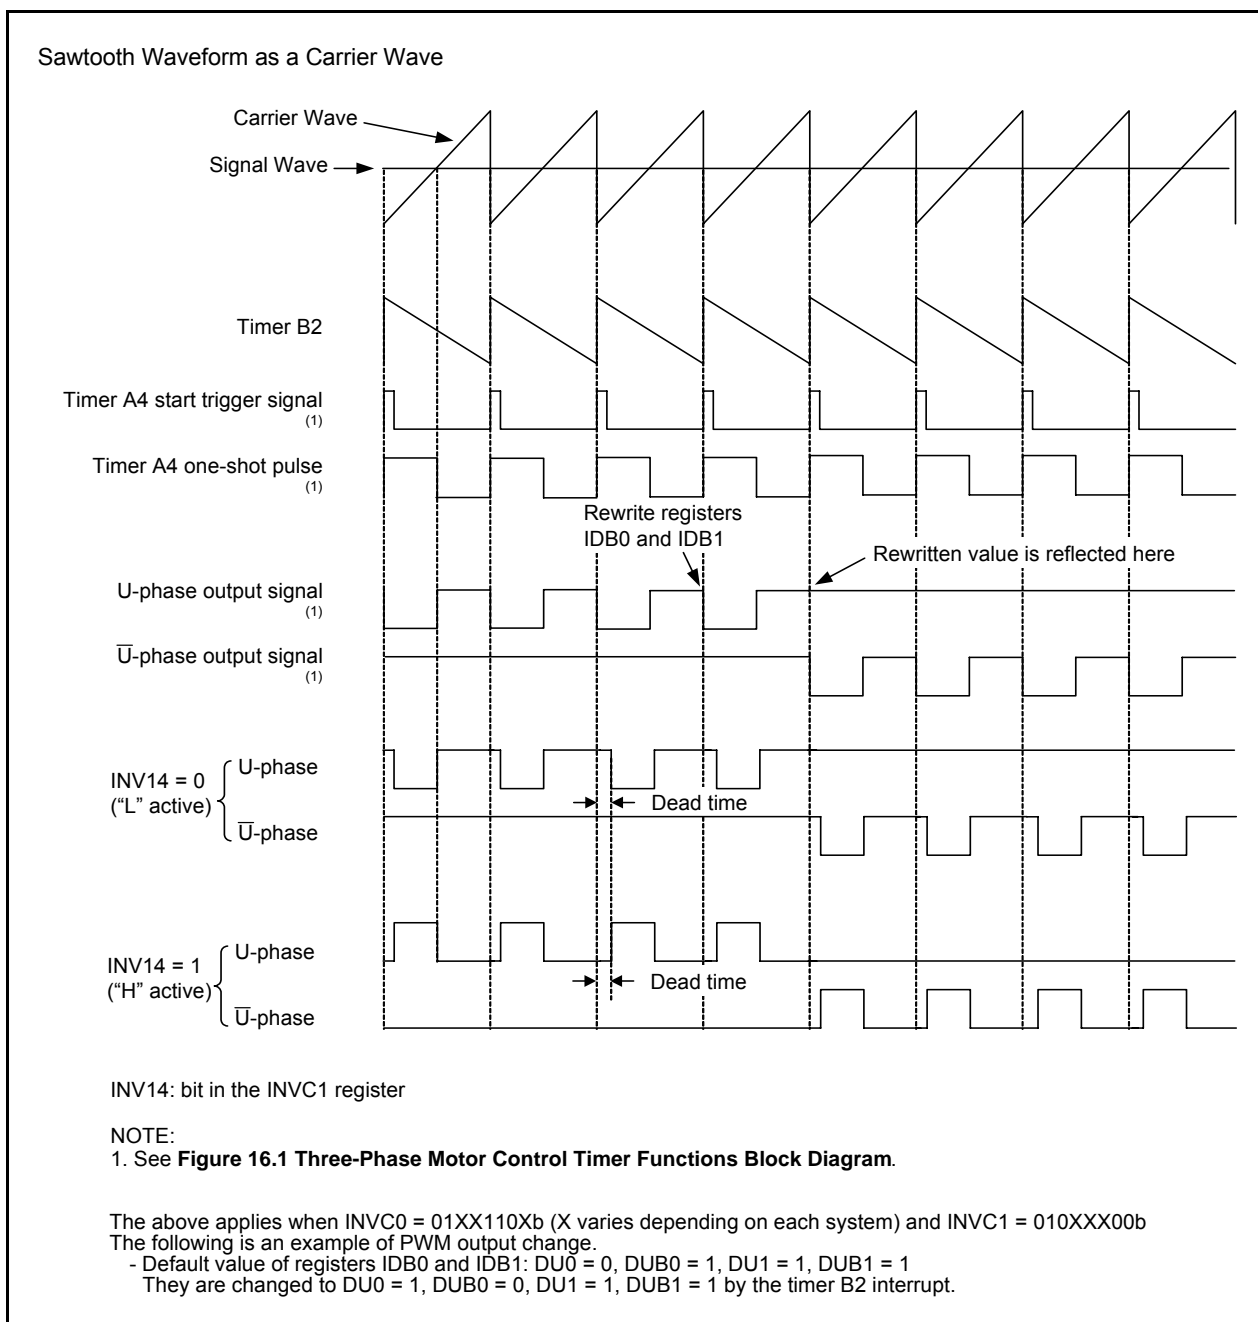 Sawtooth Waveform as a Carrier Wave
Carrier Wave
Signal Wave
Timer B2
Timer A4 start trigger signal
(1)
Timer A4 one-shot pulse
(1)
Rewrite registers
IDB0 and IDB1
Rewritten value is reflected here
U-phase output signal
(1)
U̅-phase output signal
(1)
INV14 = 0
("L" active)
U-phase
Dead time
U̅-phase
INV14 = 1
("H" active)
U-phase
Dead time
U̅-phase
INV14: bit in the INVC1 register
NOTE:
1. See Figure 16.1 Three-Phase Motor Control Timer Functions Block Diagram.
The above applies when INVC0 = 01XX110Xb (X varies depending on each system) and INVC1 = 010XXX00b
The following is an example of PWM output change.
- Default value of registers IDB0 and IDB1: DU0 = 0, DUB0 = 1, DU1 = 1, DUB1 = 1
They are changed to DU0 = 1, DUB0 = 0, DU1 = 1, DUB1 = 1 by the timer B2 interrupt.